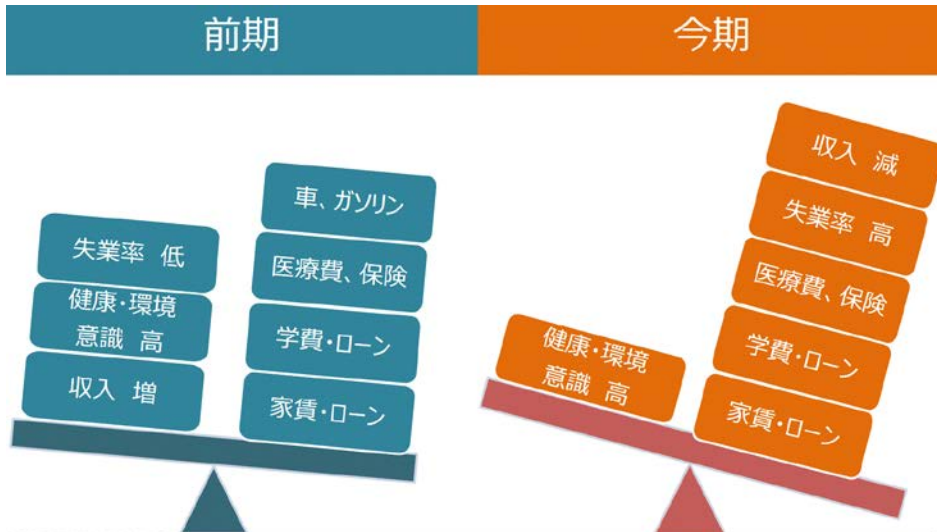 前期
失業率 低
健康・環境
意識 高
収入 増
車、ガソリン
医療費、保険
学費・ローン
家賃・ローン
今期
健康・環境
意識 高
収入 減
失業率 高
医療費、保険
学費・ローン
家賃・ローン